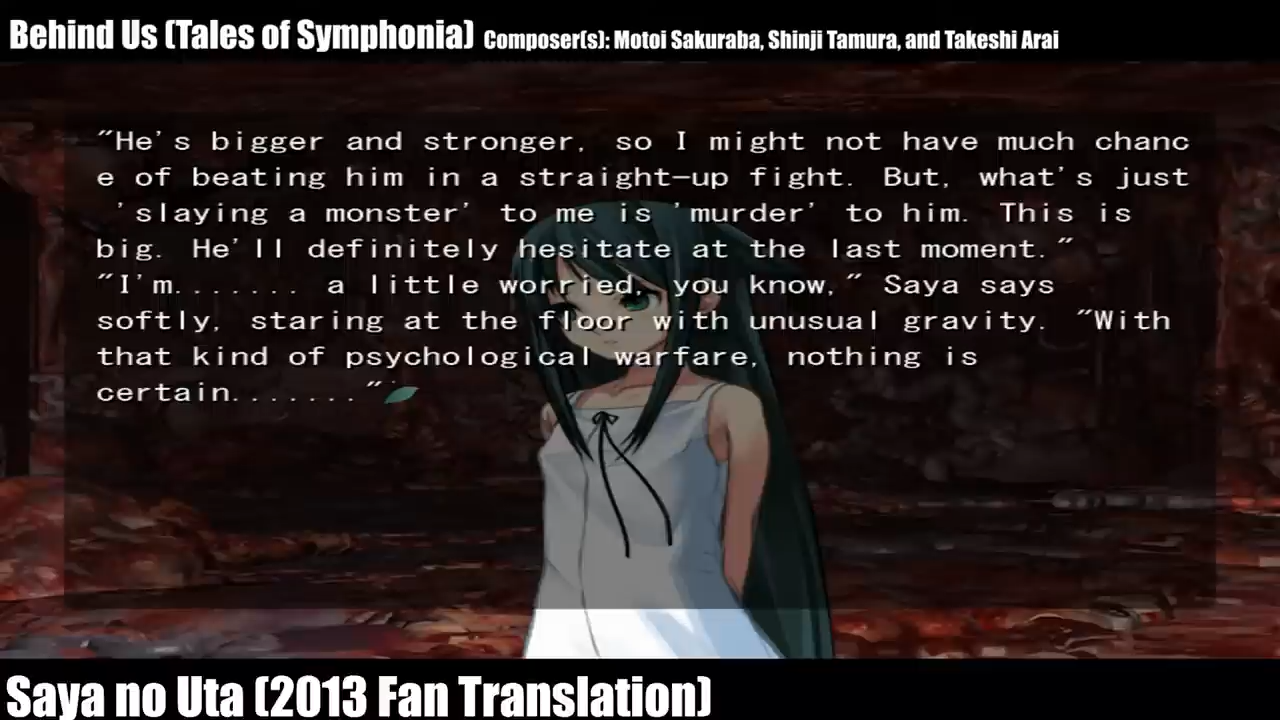 Behind Us (Tales of Symphonia) Composer(s): Motoi Sakuraba, Shinji Tamura, and Takeshi Arai
"He's bigger and stronger, so I might not have much chanc
e of beating him in a straight-up fight. But, what's just
'slaying a monster' to me is 'murder' to him. This is
big. He'll definitely hesitate at the last moment."
"I'm....... a little worried, you know," Saya says
softly, staring at the floor with unusual gravity. "With
that kind of psychological warfare, nothing is
certain......."
Saya no Uta (2013 Fan Translation)